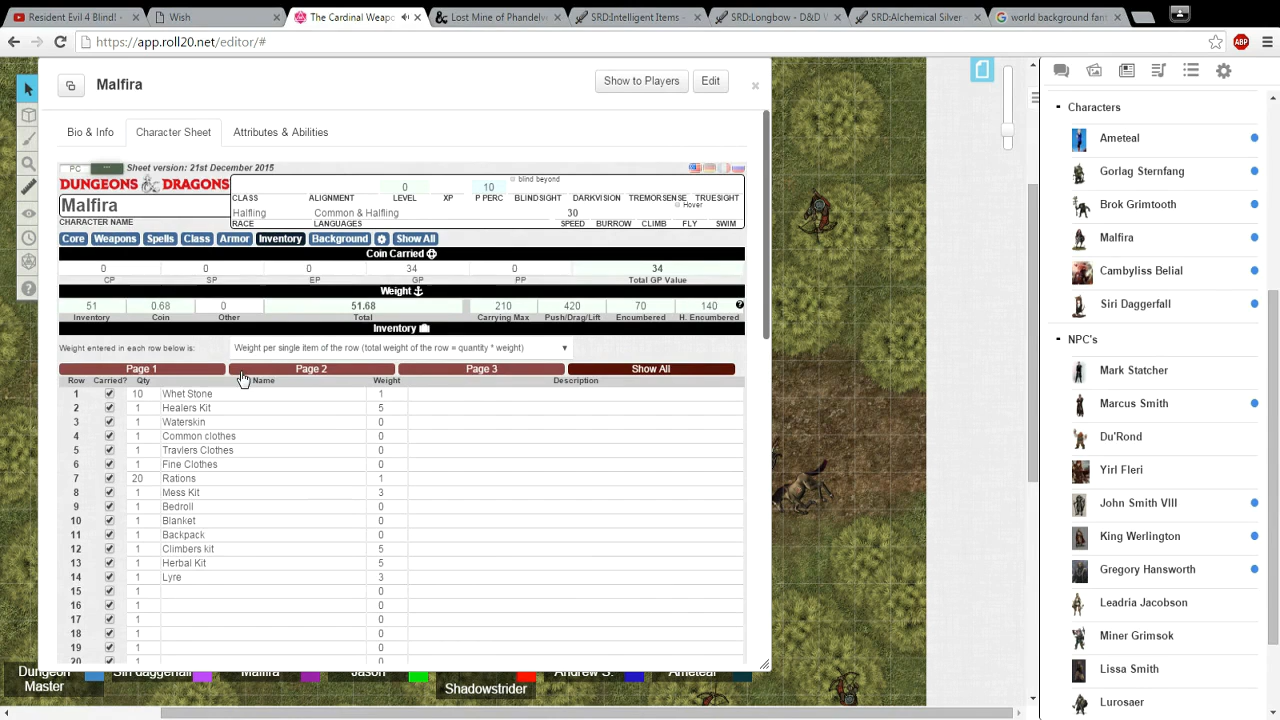 Resident Evil 4 Blind!
Wish
The Cardinal Weapo
Lost Mine of Phandelv
SRD:Intelligent Items -
SRD:Longbow - D&D W
SRD:Alchemical Silver -
world background fan
https://app.roll20.net/editor/#
ABP
Malfira
Show to Players
Edit
Bio & Info
Character Sheet
Attributes & Abilities
PC
Sheet version: 21st December 2015
DUNGEONS & DRAGONS
Malfira
CHARACTER NAME
0 10 blind beyond
CLASS ALIGNMENT LEVEL XP P PERC BLINDSIGHT DARKVISION TREMORSENSE TRUESIGHT
Hover
Halfling Common & Halfling 30
RACE LANGUAGES SPEED BURROW CLIMB FLY SWIM
Core Weapons Spells Class Armor Inventory Background Show All
Coin Carried
0 0 0 34 0 34
CP SP EP GP PP Total GP Value
Weight
51 0.68 0 51.68 210 420 70 140
Inventory Coin Other Total Carrying Max Push/Drag/Lift Encumbered H. Encumbered
Inventory
Weight entered in each row below is: Weight per single item of the row (total weight of the row = quantity * weight)
Page 1 Page 2 Page 3 Show All
Row Carried? Qty Name Weight Description
1 10 Whet Stone 1
2 1 Healers Kit 5
3 1 Waterskin 0
4 1 Common clothes 0
5 1 Travlers Clothes 0
6 1 Fine Clothes 0
7 20 Rations 1
8 1 Mess Kit 3
9 1 Bedroll 0
10 1 Blanket 0
11 1 Backpack 0
12 1 Climbers kit 5
13 1 Herbal Kit 5
14 1 Lyre 3
15 1
16 1
17 1
18 1
19 1
20 1
Dungeon Master
Siri daggerfall
Malfira
Jason
Shadowstrider
Andrew S.
Ameteal
Characters
Ameteal
Gorlag Sternfang
Brok Grimtooth
Malfira
Cambyliss Belial
Siri Daggerfall
NPC's
Mark Statcher
Marcus Smith
Du'Rond
Yirl Fleri
John Smith VIII
King Werlington
Gregory Hansworth
Leadria Jacobson
Miner Grimsok
Lissa Smith
Lurosaer